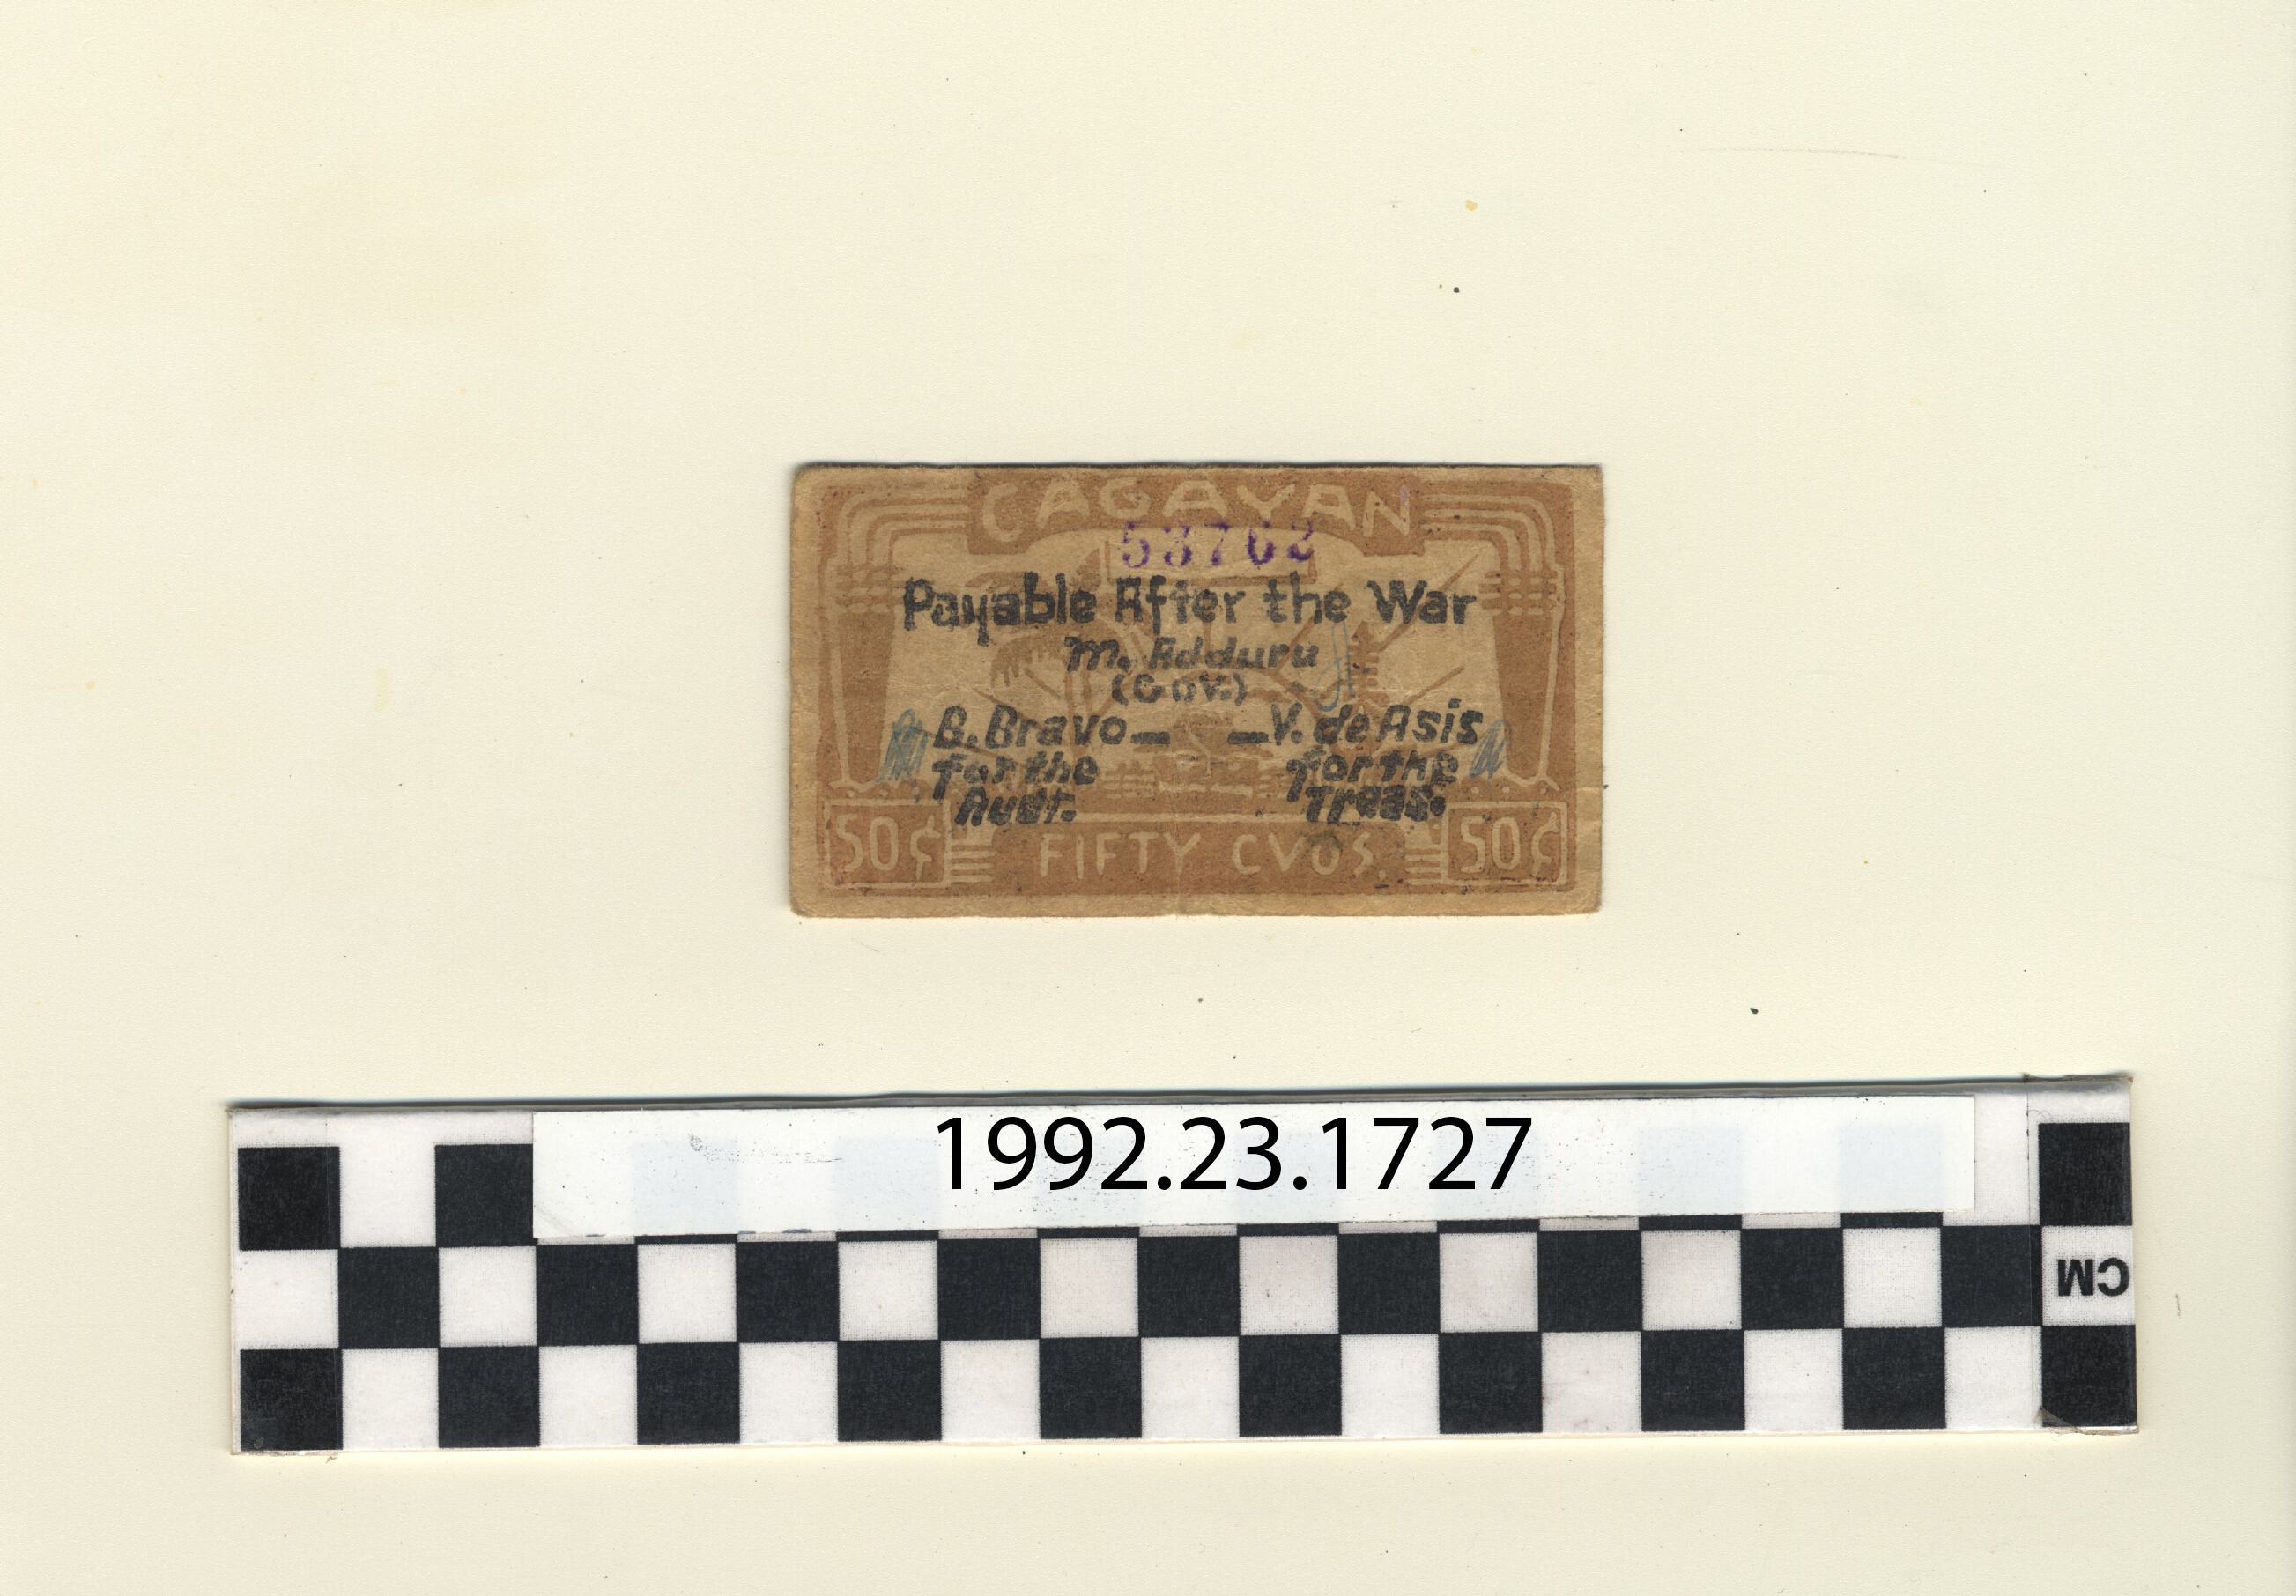 CAGAYAN
53762
Payable After the War
M. Adduru
(Gov.)
B. Bravo— —V. de Asis
for the for the
Audt. Treas.
50¢ FIFTY CVOS. 50¢
1992.23.1727
CM